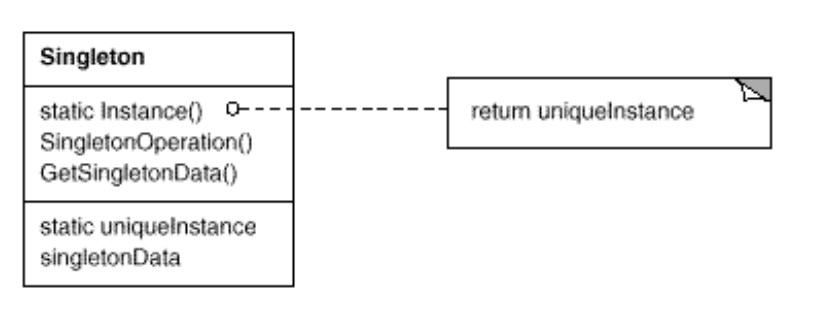 Singleton
static Instance()
SingletonOperation()
GetSingletonData()
static uniqueInstance
singletonData
return uniqueInstance